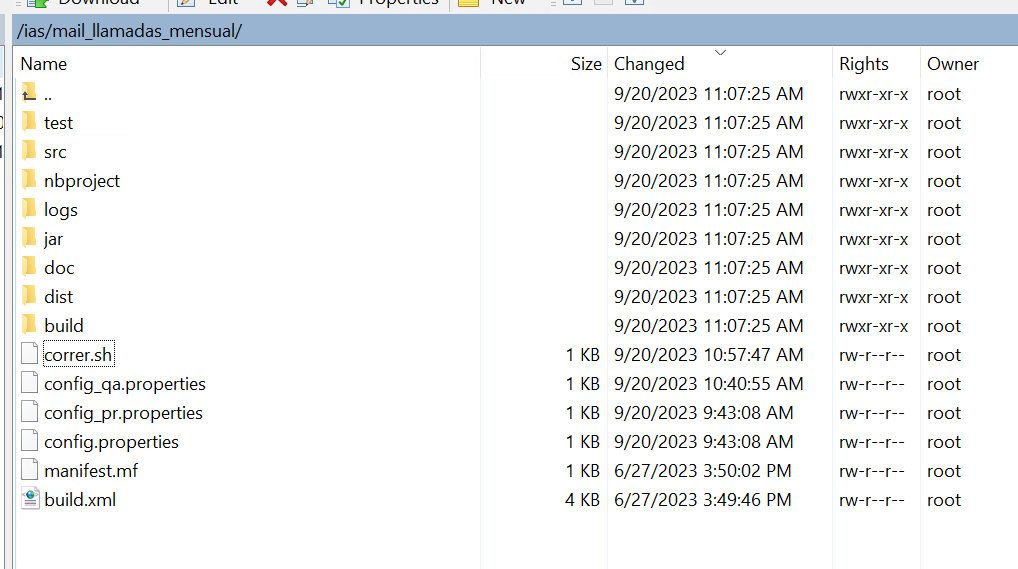 Download Edit Properties New
/ias/mail_llamadas_mensual/
Name Size Changed Rights Owner
.. 9/20/2023 11:07:25 AM rwxr-xr-x root
test 9/20/2023 11:07:25 AM rwxr-xr-x root
src 9/20/2023 11:07:25 AM rwxr-xr-x root
nbproject 9/20/2023 11:07:25 AM rwxr-xr-x root
logs 9/20/2023 11:07:25 AM rwxr-xr-x root
jar 9/20/2023 11:07:25 AM rwxr-xr-x root
doc 9/20/2023 11:07:25 AM rwxr-xr-x root
dist 9/20/2023 11:07:25 AM rwxr-xr-x root
build 9/20/2023 11:07:25 AM rwxr-xr-x root
correr.sh 1 KB 9/20/2023 10:57:47 AM rw-r--r-- root
config_qa.properties 1 KB 9/20/2023 10:40:55 AM rw-r--r-- root
config_pr.properties 1 KB 9/20/2023 9:43:08 AM rw-r--r-- root
config.properties 1 KB 9/20/2023 9:43:08 AM rw-r--r-- root
manifest.mf 1 KB 6/27/2023 3:50:02 PM rw-r--r-- root
build.xml 4 KB 6/27/2023 3:49:46 PM rw-r--r-- root